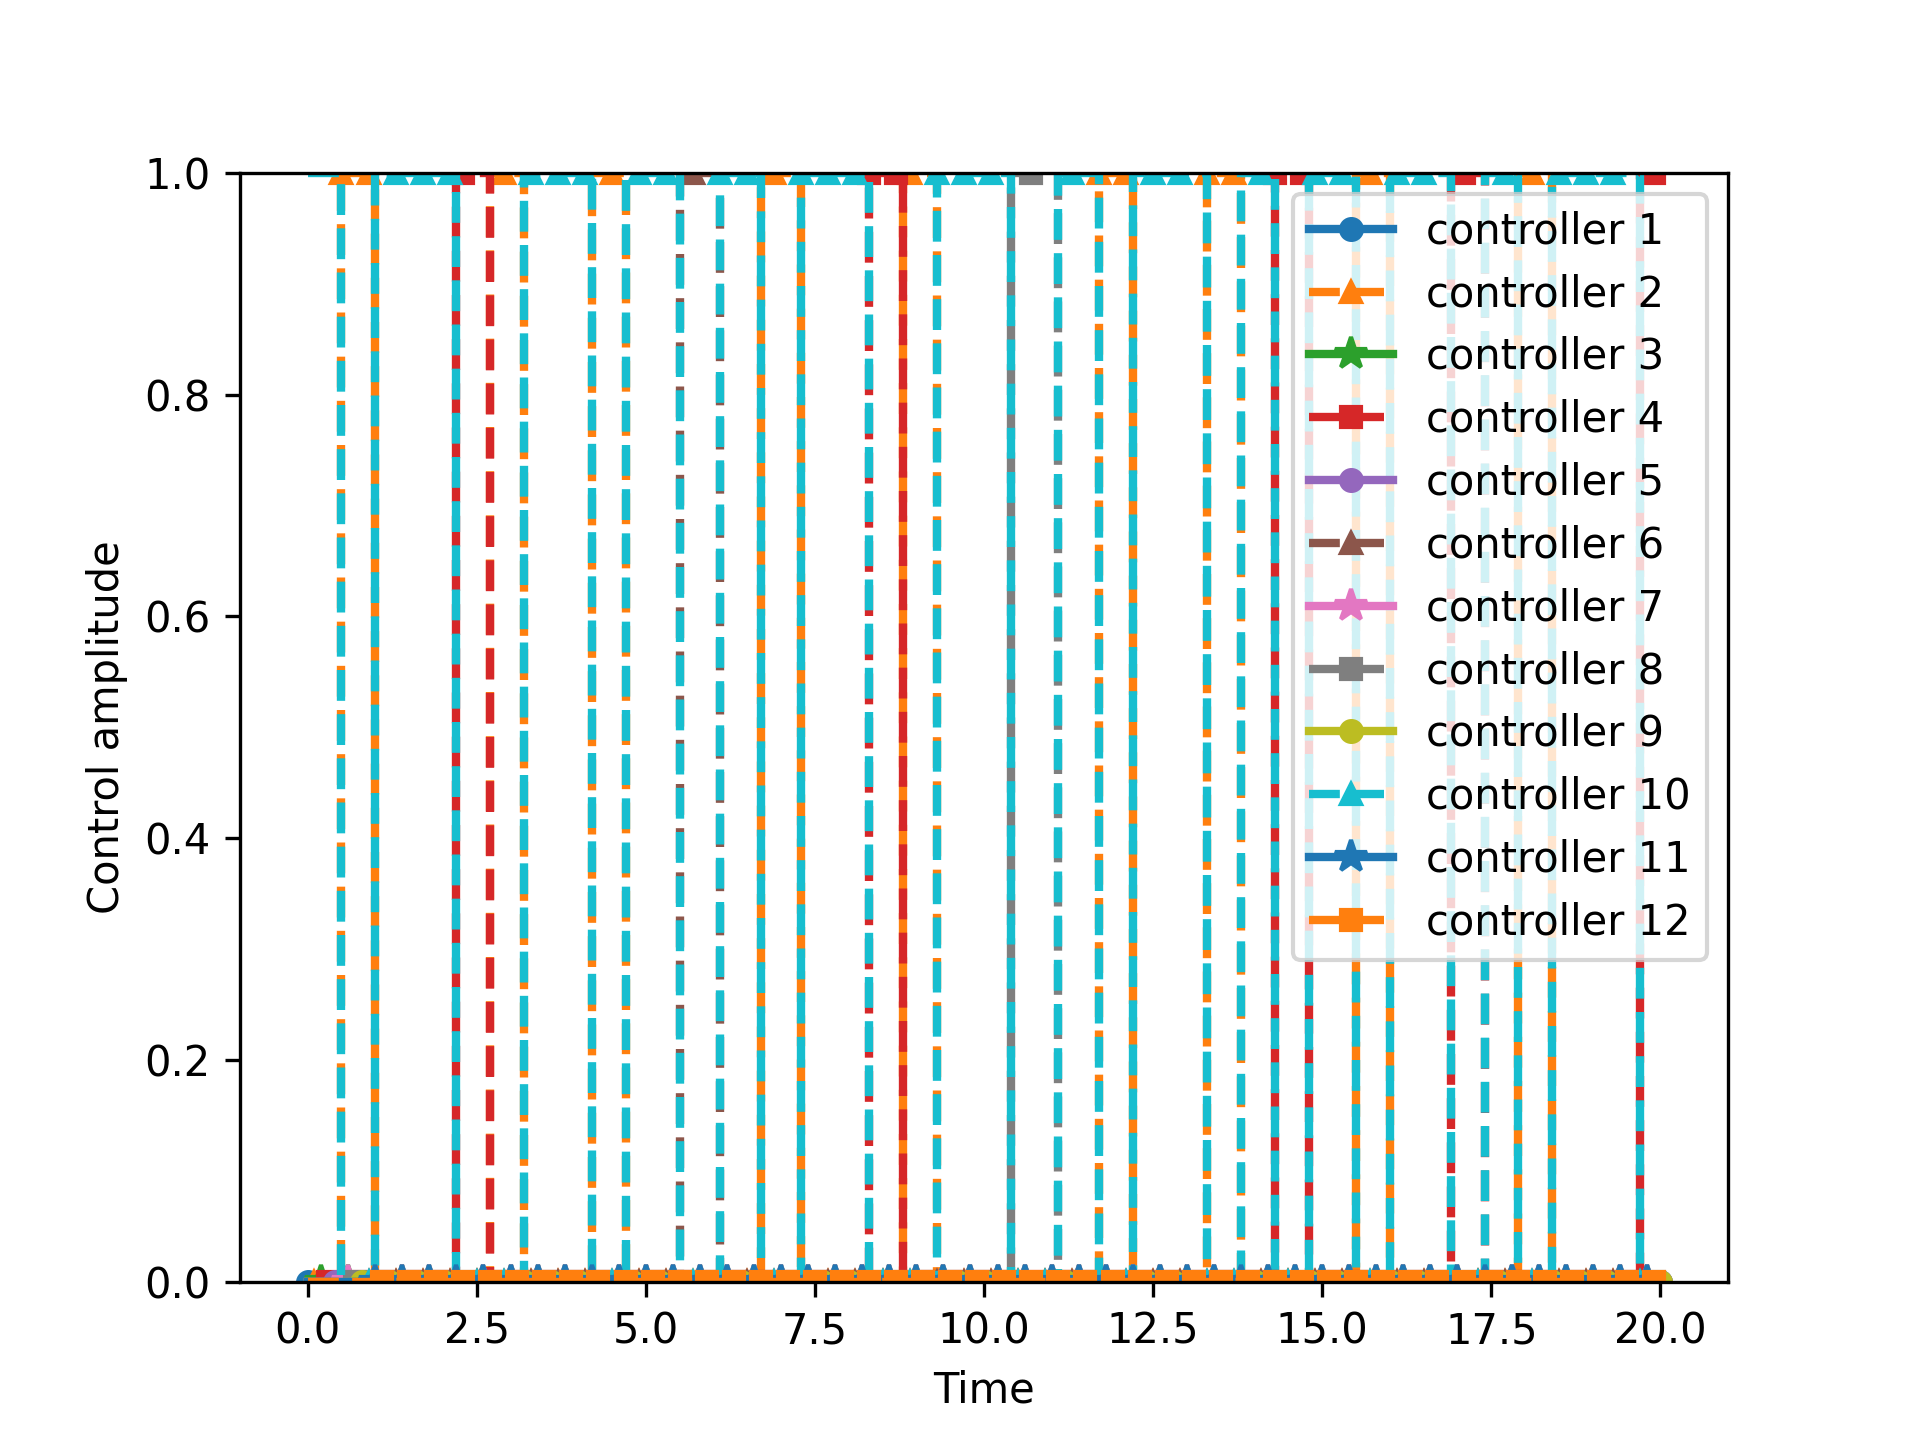 1.0
0.8
0.6
0.4
0.2
0.0
Control amplitude
controller 1
controller 2
controller 3
controller 4
controller 5
controller 6
controller 7
controller 8
controller 9
controller 10
controller 11
controller 12
0.0 2.5 5.0 7.5 10.0 12.5 15.0 17.5 20.0
Time